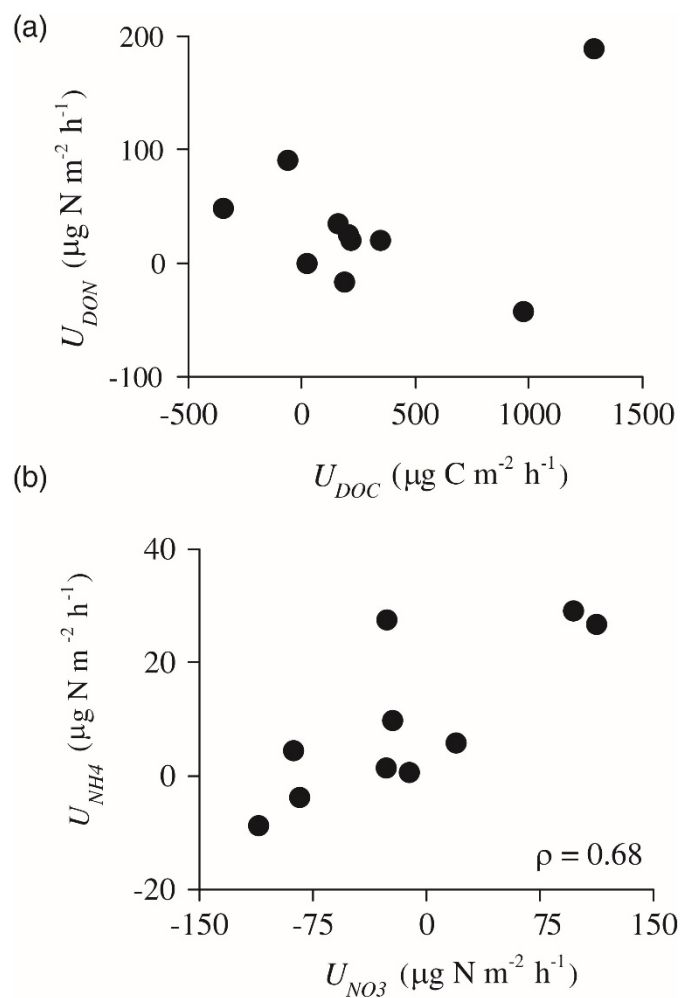 (a)
200
100
0
-100
U_DON (µg N m⁻² h⁻¹)
-500 0 500 1000 1500
U_DOC (µg C m⁻² h⁻¹)
(b)
40
20
0
-20
U_NH4 (µg N m⁻² h⁻¹)
ρ = 0.68
-150 -75 0 75 150
U_NO3 (µg N m⁻² h⁻¹)